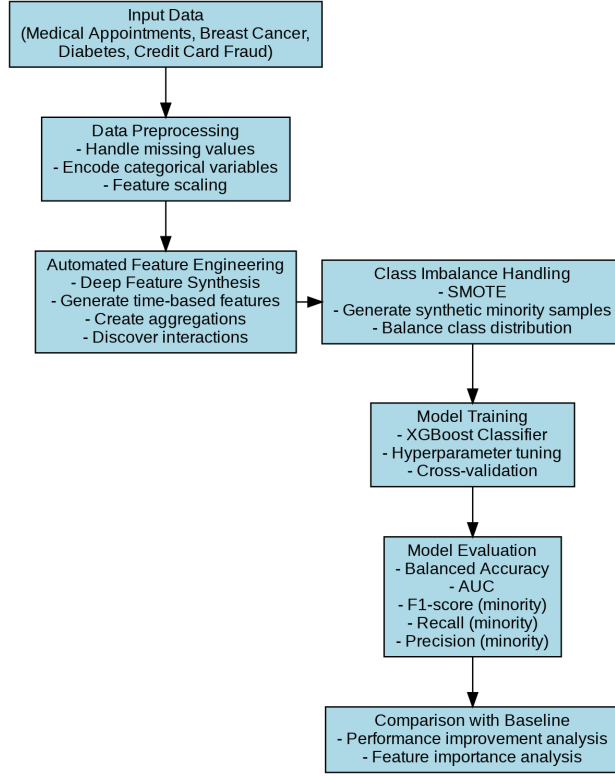 Input Data
(Medical Appointments, Breast Cancer,
Diabetes, Credit Card Fraud)
Data Preprocessing
- Handle missing values
- Encode categorical variables
- Feature scaling
Automated Feature Engineering
- Deep Feature Synthesis
- Generate time-based features
- Create aggregations
- Discover interactions
Class Imbalance Handling
- SMOTE
- Generate synthetic minority samples
- Balance class distribution
Model Training
- XGBoost Classifier
- Hyperparameter tuning
- Cross-validation
Model Evaluation
- Balanced Accuracy
- AUC
- F1-score (minority)
- Recall (minority)
- Precision (minority)
Comparison with Baseline
- Performance improvement analysis
- Feature importance analysis